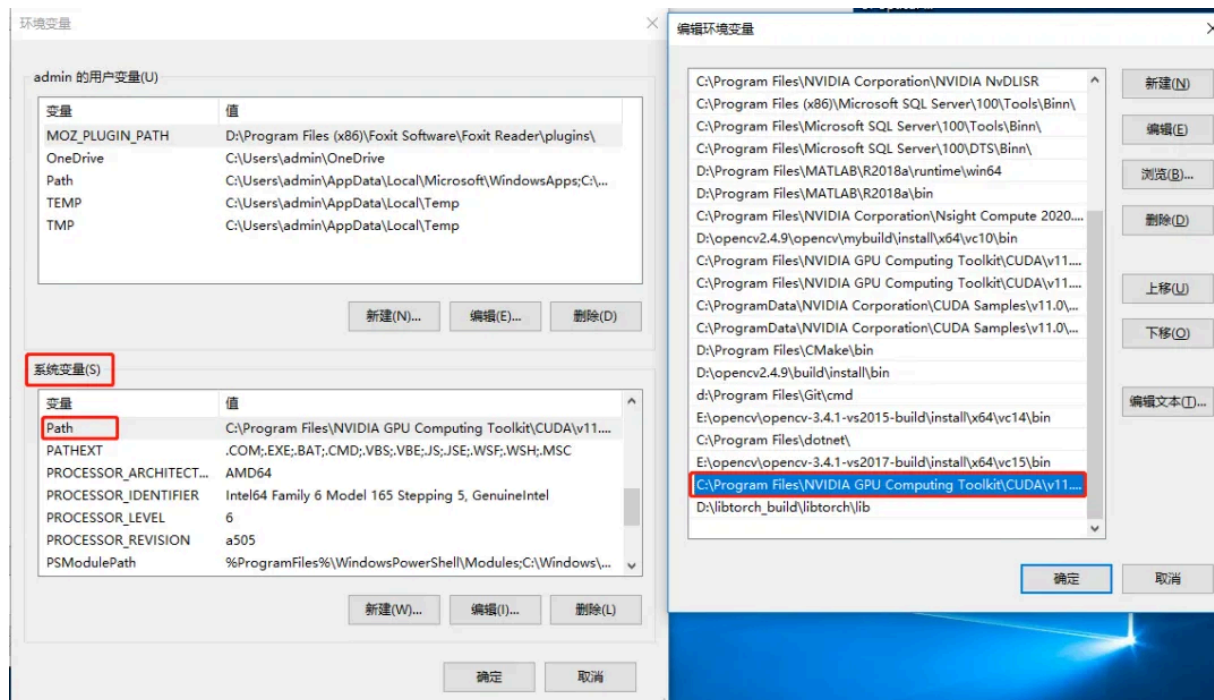 环境变量
admin 的用户变量(U)
变量 值
MOZ_PLUGIN_PATH D:\Program Files (x86)\Foxit Software\Foxit Reader\plugins\
OneDrive C:\Users\admin\OneDrive
Path C:\Users\admin\AppData\Local\Microsoft\WindowsApps;C:\...
TEMP C:\Users\admin\AppData\Local\Temp
TMP C:\Users\admin\AppData\Local\Temp
新建(N)... 编辑(E)... 删除(D)
系统变量(S)
变量 值
Path C:\Program Files\NVIDIA GPU Computing Toolkit\CUDA\v11....
PATHEXT .COM;.EXE;.BAT;.CMD;.VBS;.VBE;.JS;.JSE;.WSF;.WSH;.MSC
PROCESSOR_ARCHITECT... AMD64
PROCESSOR_IDENTIFIER Intel64 Family 6 Model 165 Stepping 5, GenuineIntel
PROCESSOR_LEVEL 6
PROCESSOR_REVISION a505
PSModulePath %ProgramFiles%\WindowsPowerShell\Modules;C:\Windows\...
新建(W)... 编辑(I)... 删除(L)
确定 取消
编辑环境变量
C:\Program Files\NVIDIA Corporation\NVIDIA NvDLISR
C:\Program Files (x86)\Microsoft SQL Server\100\Tools\Binn\
C:\Program Files\Microsoft SQL Server\100\Tools\Binn\
C:\Program Files\Microsoft SQL Server\100\DTS\Binn\
D:\Program Files\MATLAB\R2018a\runtime\win64
D:\Program Files\MATLAB\R2018a\bin
C:\Program Files\NVIDIA Corporation\Nsight Compute 2020....
D:\opencv2.4.9\opencv\mybuild\install\x64\vc10\bin
C:\Program Files\NVIDIA GPU Computing Toolkit\CUDA\v11....
C:\Program Files\NVIDIA GPU Computing Toolkit\CUDA\v11....
C:\ProgramData\NVIDIA Corporation\CUDA Samples\v11.0\...
C:\ProgramData\NVIDIA Corporation\CUDA Samples\v11.0\...
D:\Program Files\CMake\bin
D:\opencv2.4.9\build\install\bin
d:\Program Files\Git\cmd
E:\opencv\opencv-3.4.1-vs2015-build\install\x64\vc14\bin
C:\Program Files\dotnet\
E:\opencv\opencv-3.4.1-vs2017-build\install\x64\vc15\bin
C:\Program Files\NVIDIA GPU Computing Toolkit\CUDA\v11....
D:\libtorch_build\libtorch\lib
新建(N)
编辑(E)
浏览(B)...
删除(D)
上移(U)
下移(O)
编辑文本(T)...
确定 取消